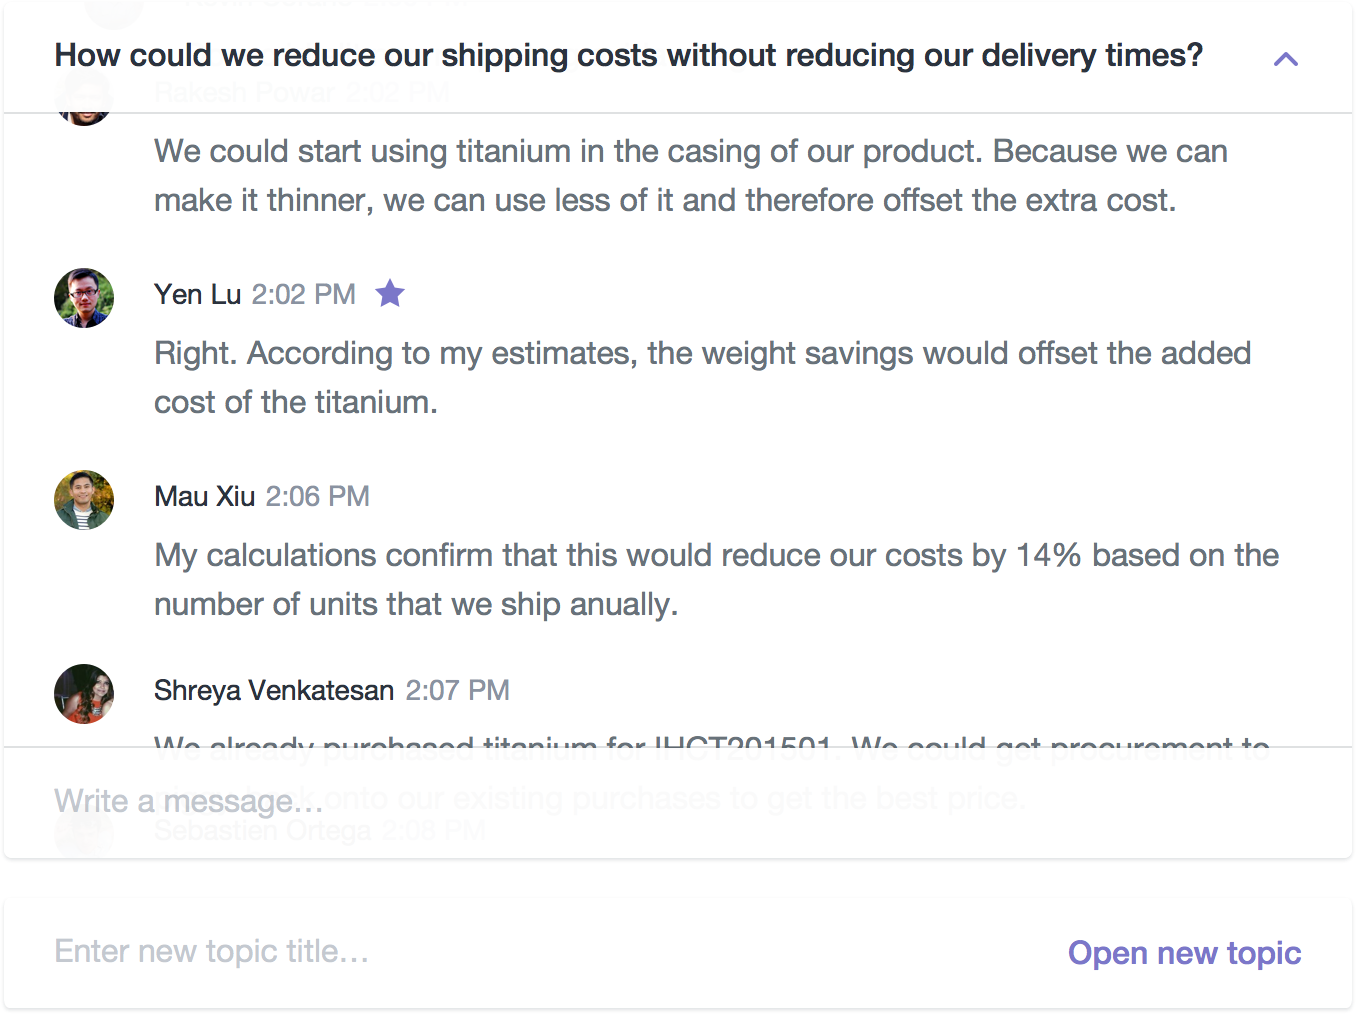 How could we reduce our shipping costs without reducing our delivery times?
Rakesh Powar 2:02 PM
We could start using titanium in the casing of our product. Because we can
make it thinner, we can use less of it and therefore offset the extra cost.
Yen Lu 2:02 PM
Right. According to my estimates, the weight savings would offset the added
cost of the titanium.
Mau Xiu 2:06 PM
My calculations confirm that this would reduce our costs by 14% based on the
number of units that we ship anually.
Shreya Venkatesan 2:07 PM
We already purchased titanium for IHCT201501. We could get procurement to
onto our existing purchases to get the best price.
Write a message...
Sebastien Ortega 2:08 PM
Enter new topic title...
Open new topic